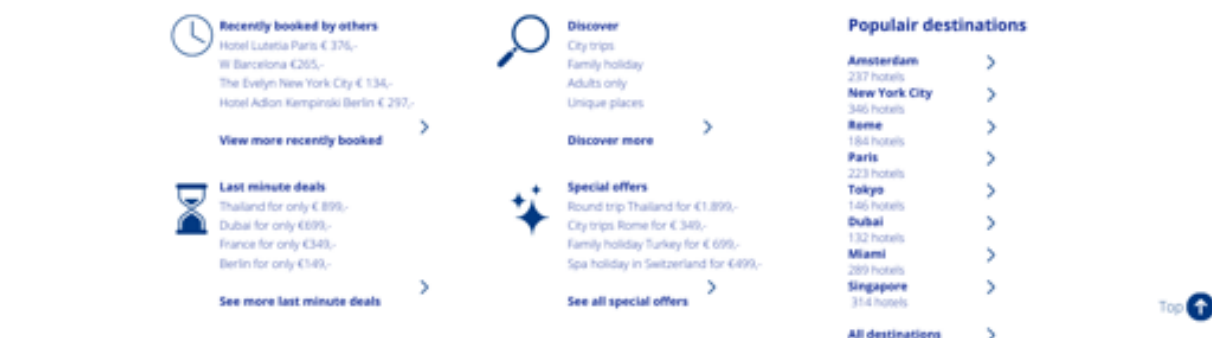 Recently booked by others
Hotel Lutetia Paris € 376,-
W Barcelona €265,-
The Evelyn New York City € 134,-
Hotel Adlon Kempinski Berlin € 297,-
View more recently booked
Discover
City trips
Family holiday
Adults only
Unique places
Discover more
Last minute deals
Thailand for only € 899,-
Dubai for only €699,-
France for only €349,-
Berlin for only €149,-
See more last minute deals
Special offers
Round trip Thailand for €1.899,-
City trips Rome for € 349,-
Family holiday Turkey for € 699,-
Spa holiday in Switzerland for €499,-
See all special offers
Populair destinations
Amsterdam
237 hotels
New York City
346 hotels
Rome
184 hotels
Paris
223 hotels
Tokyo
146 hotels
Dubai
132 hotels
Miami
289 hotels
Singapore
314 hotels
All destinations
Top